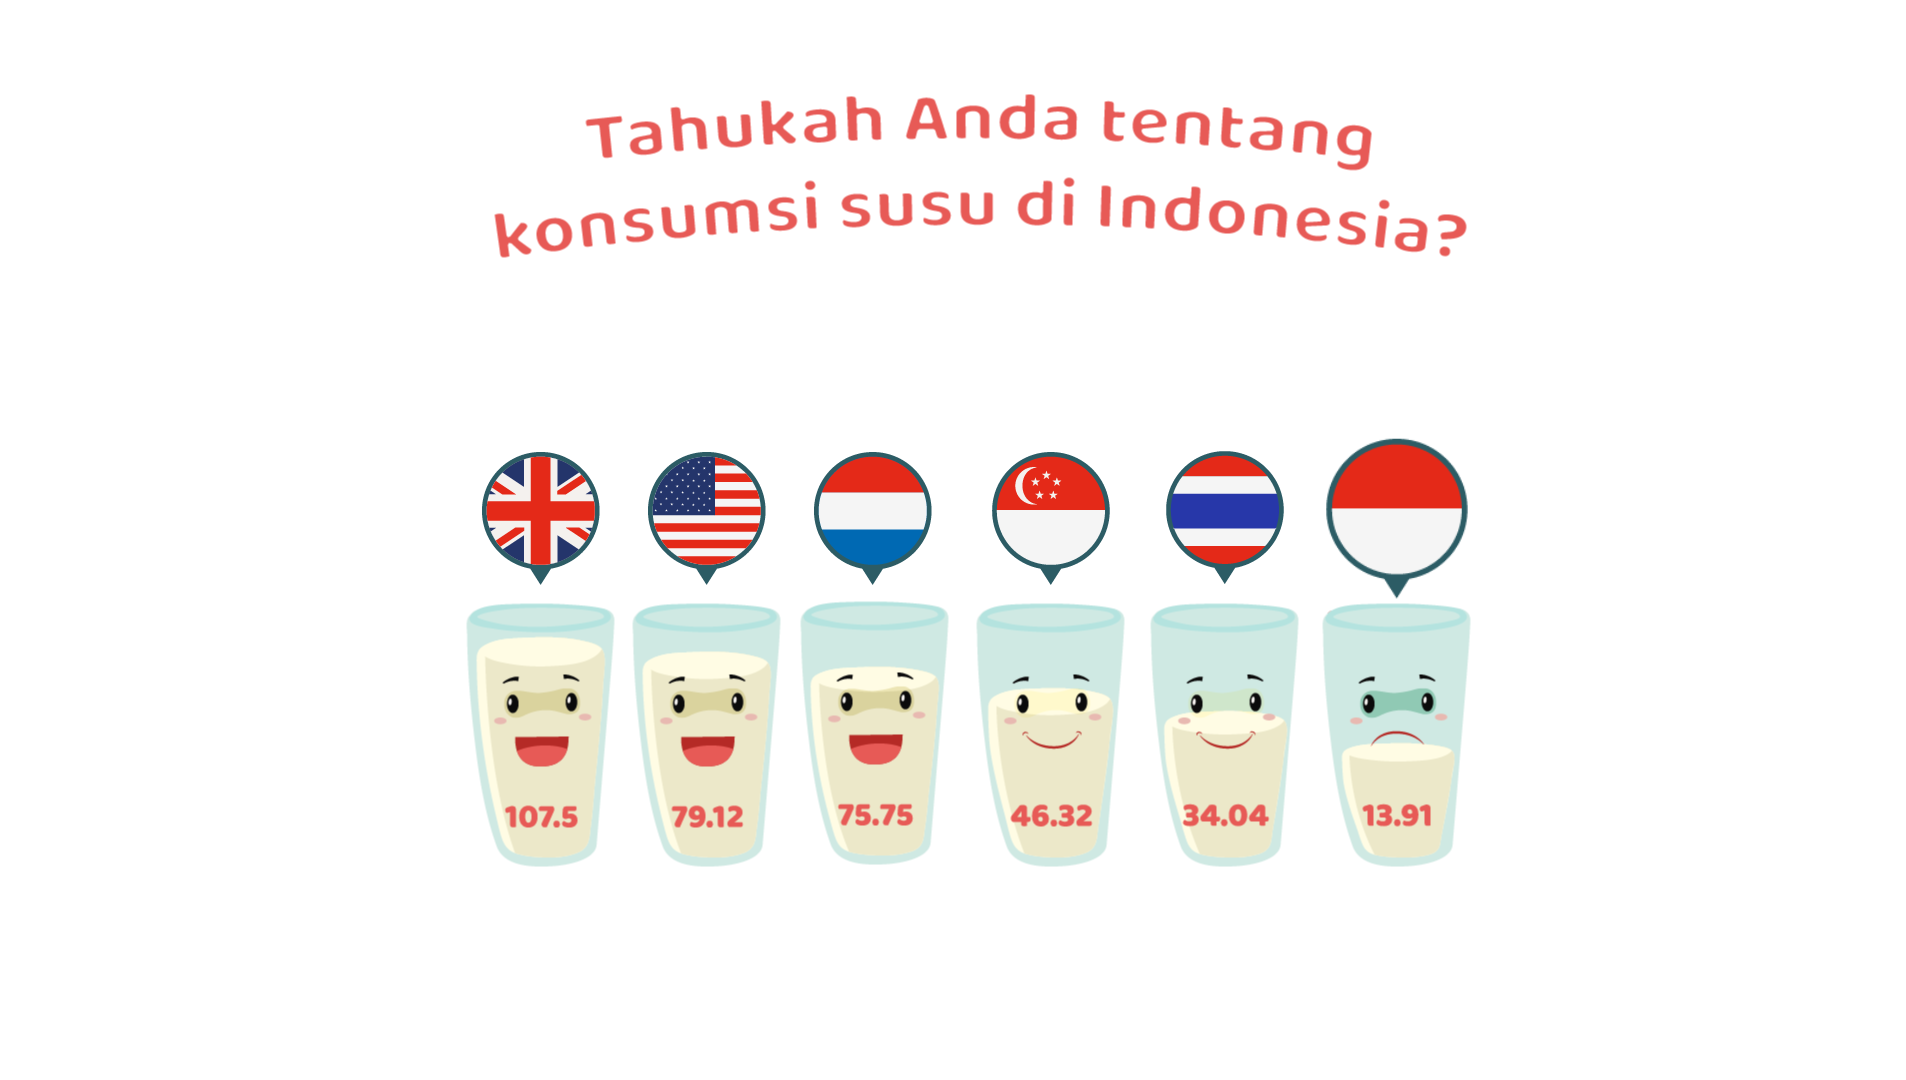 Tahukah Anda tentang
konsumsi susu di Indonesia?
107.5 79.12 75.75 46.32 34.04 13.91